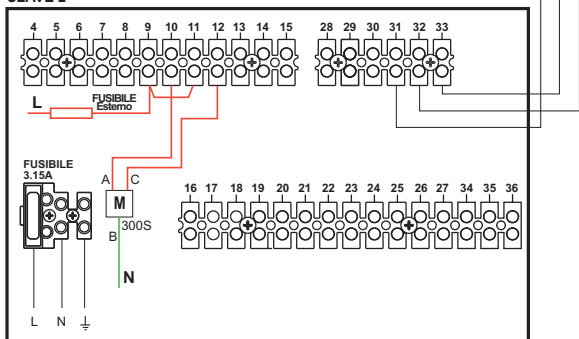 4 5 6 7 8 9 10 11 12 13 14 15 28 29 30 31 32 33
L
FUSIBILE
Esterno
FUSIBILE
3.15A
A C
M
300S
B
N
16 17 18 19 20 21 22 23 24 25 26 27 34 35 36
L N